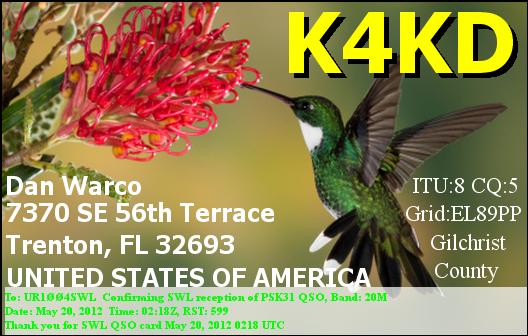 K4KD
Dan Warco
7370 SE 56th Terrace
Trenton, FL 32693
UNITED STATES OF AMERICA
ITU:8 CQ:5
Grid:EL89PP
Gilchrist
County
To: UR1ØØ4SWL Confirming SWL reception of PSK31 QSO, Band: 20M
Date: May 20, 2012 Time: 02:18Z, RST: 599
Thank you for SWL QSO card May 20, 2012 0218 UTC